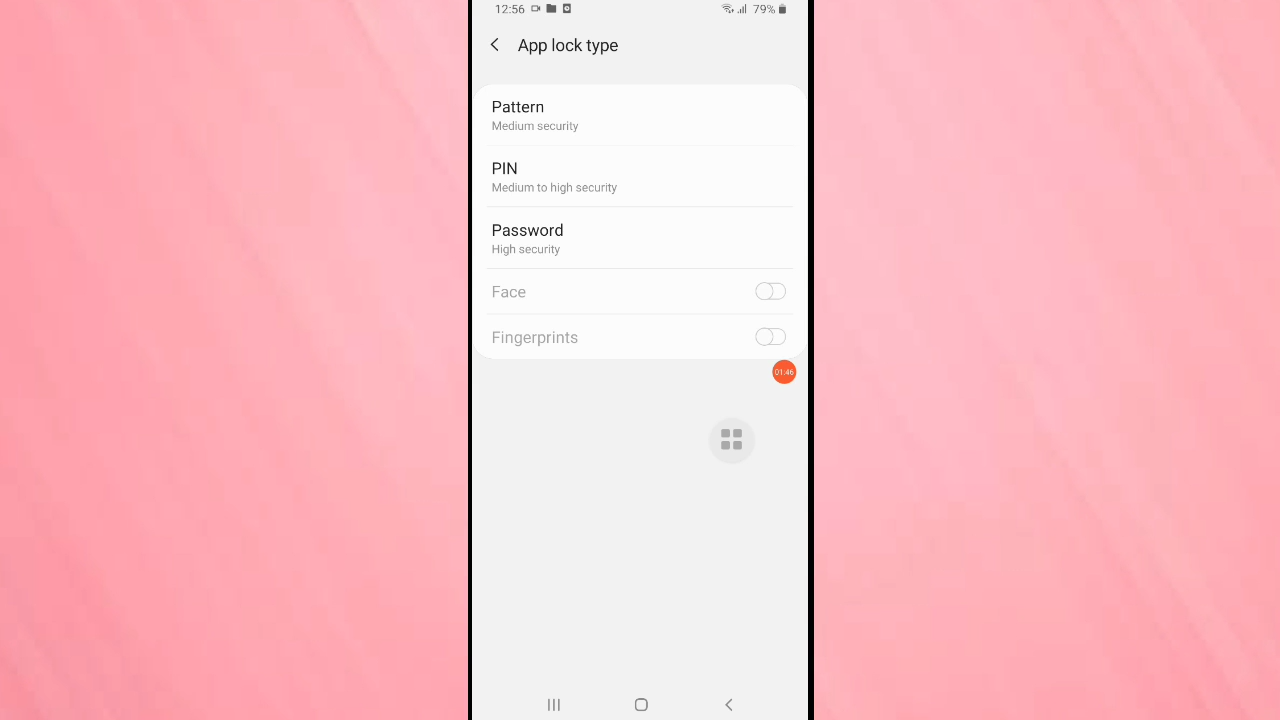 12:56 79%
App lock type
Pattern
Medium security
PIN
Medium to high security
Password
High security
Face
Fingerprints
01:46